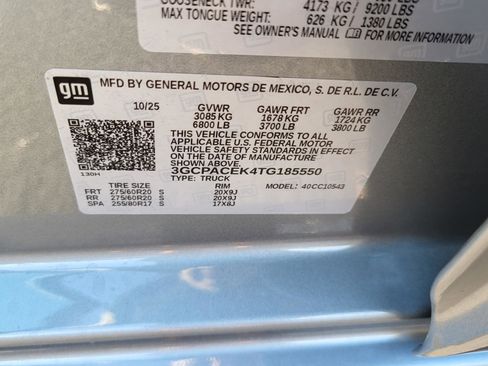 GOOSENECK TWR: 4173 KG / 9200 LBS
MAX TONGUE WEIGHT: 626 KG / 1380 LBS
SEE OWNER'S MANUAL FOR MORE INFORMATION
gm
MFD BY GENERAL MOTORS DE MEXICO, S. DE R.L. DE C.V.
10/25 GVWR GAWR FRT GAWR RR
3085 KG 1678 KG 1724 KG
6800 LB 3700 LB 3800 LB
THIS VEHICLE CONFORMS TO ALL
APPLICABLE U.S. FEDERAL MOTOR
VEHICLE SAFETY AND THEFT
PREVENTION STANDARDS IN EFFECT
ON THE DATE OF MANUFACTURE
SHOWN ABOVE.
3GCPACEK4TG185550
TYPE: TRUCK MODEL: 40CC10543
130H
TIRE SIZE RIM
FRT 275/60R20 S 20X9J
RR 275/60R20 S 20X9J
SPA 255/80R17 S 17X8J